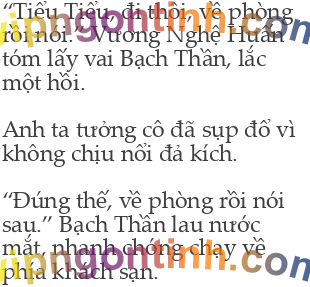 “Tiểu Tiểu, đi thôi, về phòng
rồi nói.” Vương Nghệ Huấn
tóm lấy vai Bạch Thần, lắc
một hồi.
Anh ta tưởng cô đã sụp đổ vì
không chịu nổi đả kích.
“Đúng thế, về phòng rồi nói
sau.” Bạch Thần lau nước
mắt, nhanh chóng chạy về
phía khách sạn.